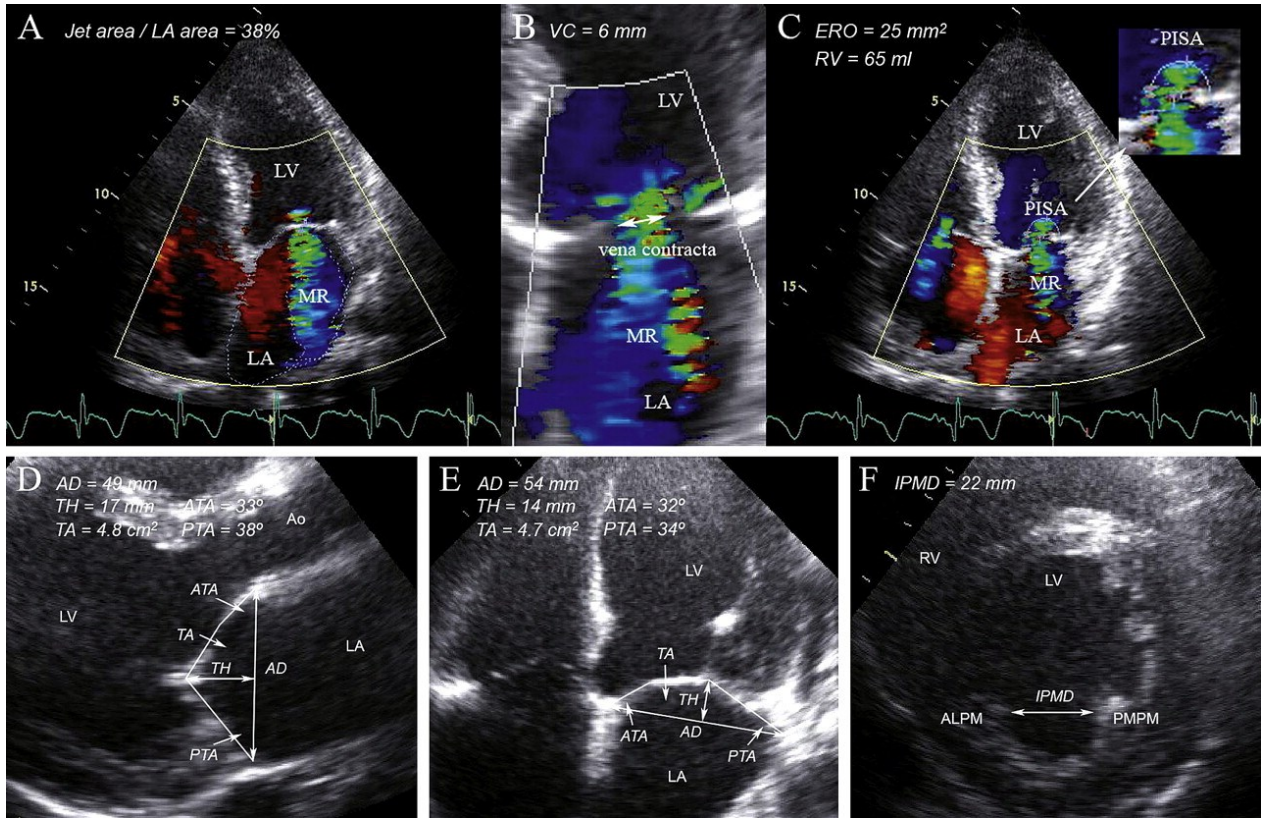 A Jet area / LA area = 38%
5
10
15
LV
MR
LA
B VC = 6 mm
LV
vena contracta
MR
LA
C ERO = 25 mm²
RV = 65 ml
PISA
5
10
15
LV
PISA
MR
LA
D AD = 49 mm
TH = 17 mm ATA = 33º
TA = 4.8 cm² PTA = 38º
Ao
ATA
LV
TA
LA
TH
AD
PTA
E AD = 54 mm
TH = 14 mm ATA = 32º
TA = 4.7 cm² PTA = 34º
LV
TA
TH
ATA
AD
PTA
LA
F IPMD = 22 mm
RV
LV
IPMD
ALPM
PMPM